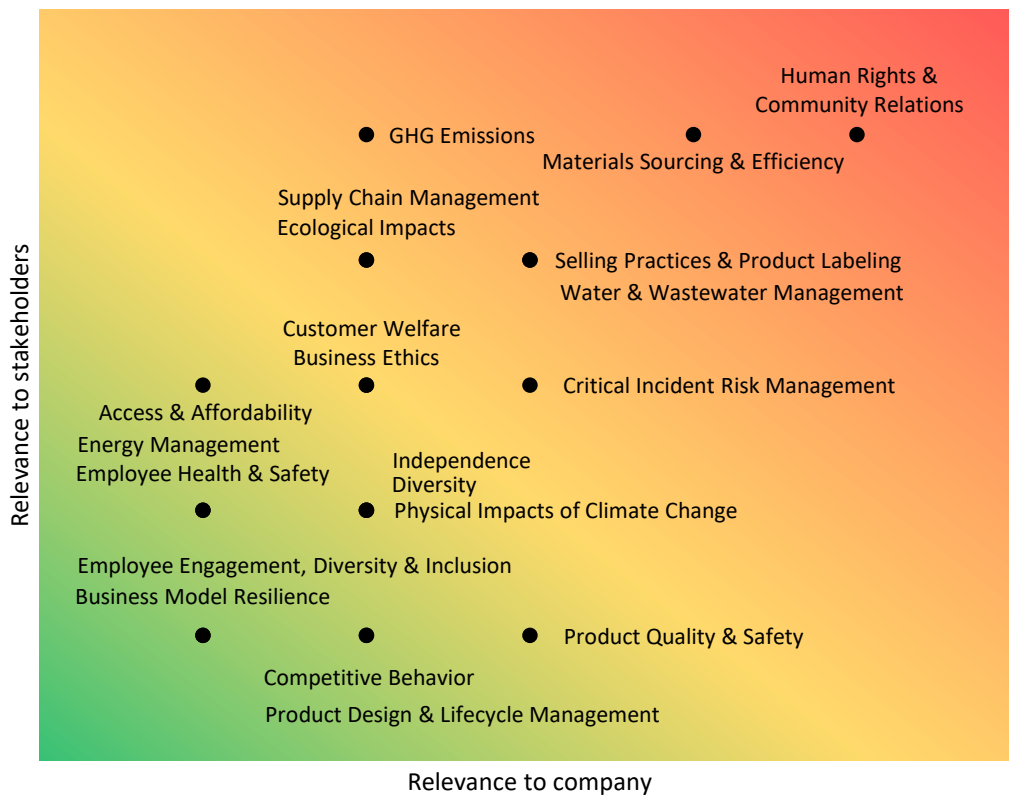 Human Rights &
Community Relations
GHG Emissions
Materials Sourcing & Efficiency
Supply Chain Management
Ecological Impacts
Selling Practices & Product Labeling
Water & Wastewater Management
Customer Welfare
Business Ethics
Critical Incident Risk Management
Access & Affordability
Energy Management
Employee Health & Safety
Independence
Diversity
Physical Impacts of Climate Change
Employee Engagement, Diversity & Inclusion
Business Model Resilience
Product Quality & Safety
Competitive Behavior
Product Design & Lifecycle Management
Relevance to stakeholders
Relevance to company